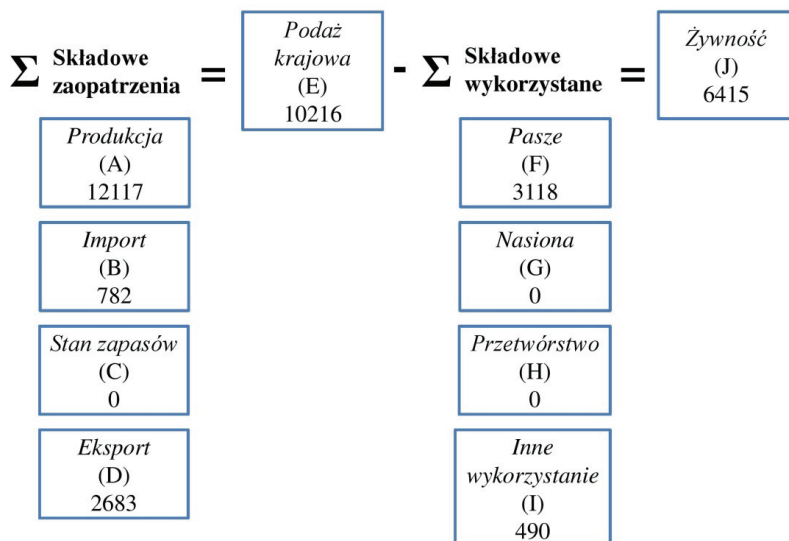 Σ Składowe zaopatrzenia =
Podaż
krajowa
(E)
10216
- Σ Składowe wykorzystane =
Żywność
(J)
6415
Produkcja
(A)
12117
Import
(B)
782
Stan zapasów
(C)
0
Eksport
(D)
2683
Pasze
(F)
3118
Nasiona
(G)
0
Przetwórstwo
(H)
0
Inne
wykorzystanie
(I)
490